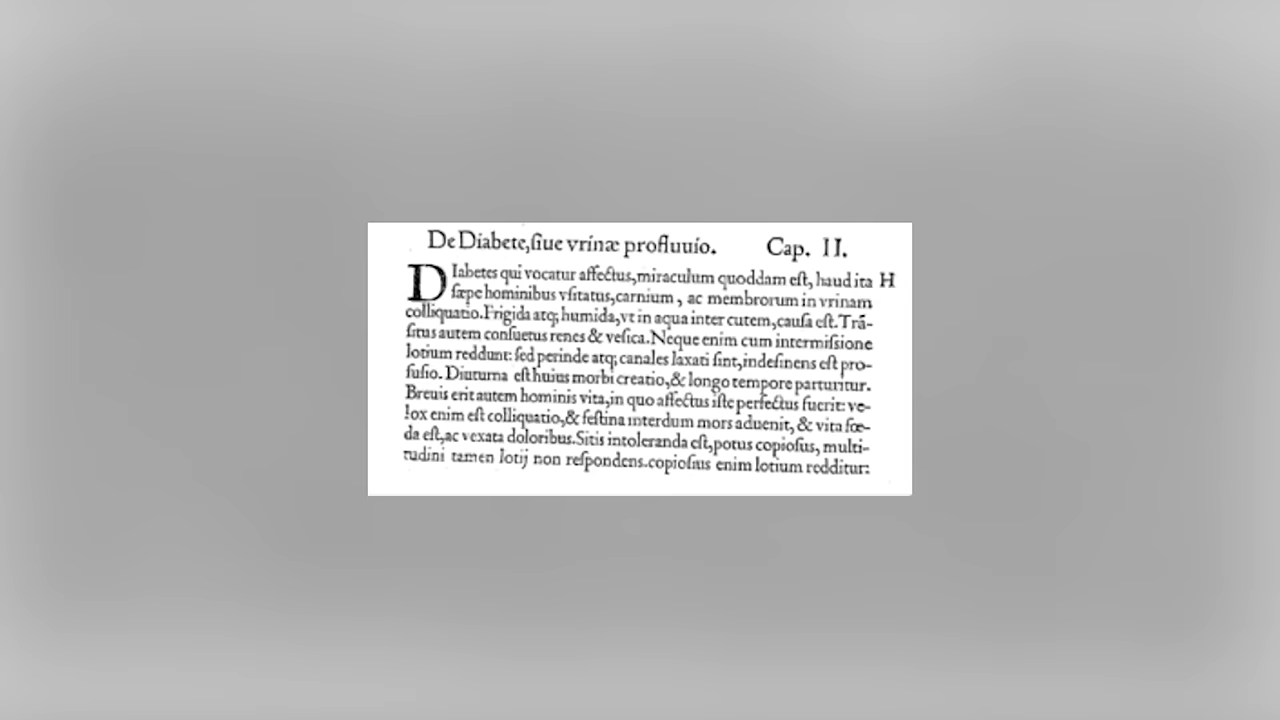 De Diabete,ſiue vrinæ profluuio. Cap. II.
DIabetes qui vocatur affectus,miraculum quoddam eſt, haud ita H
ſæpe hominibus vſitatus,carnium , ac membrorum in vrinam
colliquatio.Frigida atq; humida,vt in aqua inter cutem,cauſa eſt.Trã-
ſitus autem conſuetus renes & veſica.Neque enim cum intermiſione
lotium reddunt: ſed perinde atq; canales laxati ſint,indeſinens eſt pro-
fuſio. Diuturna eſt huius morbi creatio,& longo tempore parturitur.
Breuis erit autem hominis vita,in quo affectus iſte perfectus fuerit: ve-
lox enim eſt colliquatio,& feſtina interdum mors aduenit, & vita fœ-
da eſt,ac vexata doloribus.Sitis intoleranda eſt,potus copioſus, multi-
tudini tamen lotij non reſpondens.copioſius enim lotium redditur: